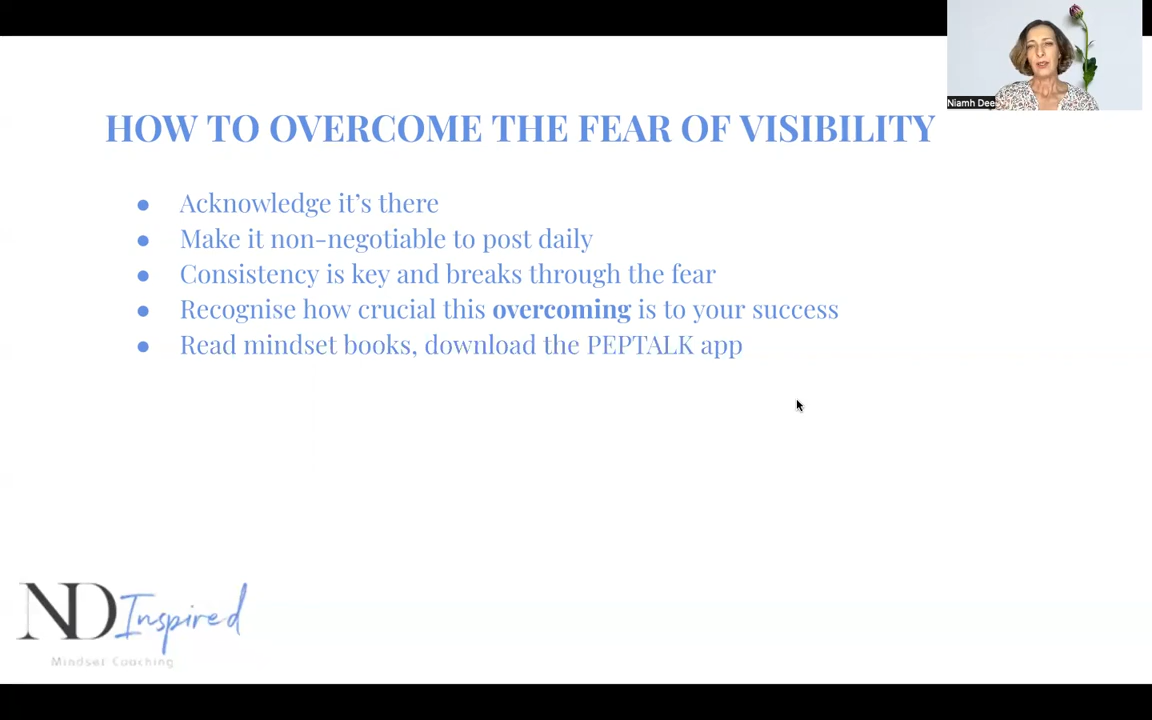 Niamh Dee
HOW TO OVERCOME THE FEAR OF VISIBILITY
● Acknowledge it’s there
● Make it non-negotiable to post daily
● Consistency is key and breaks through the fear
● Recognise how crucial this overcoming is to your success
● Read mindset books, download the PEPTALK app
ND Inspired
Mindset Coaching